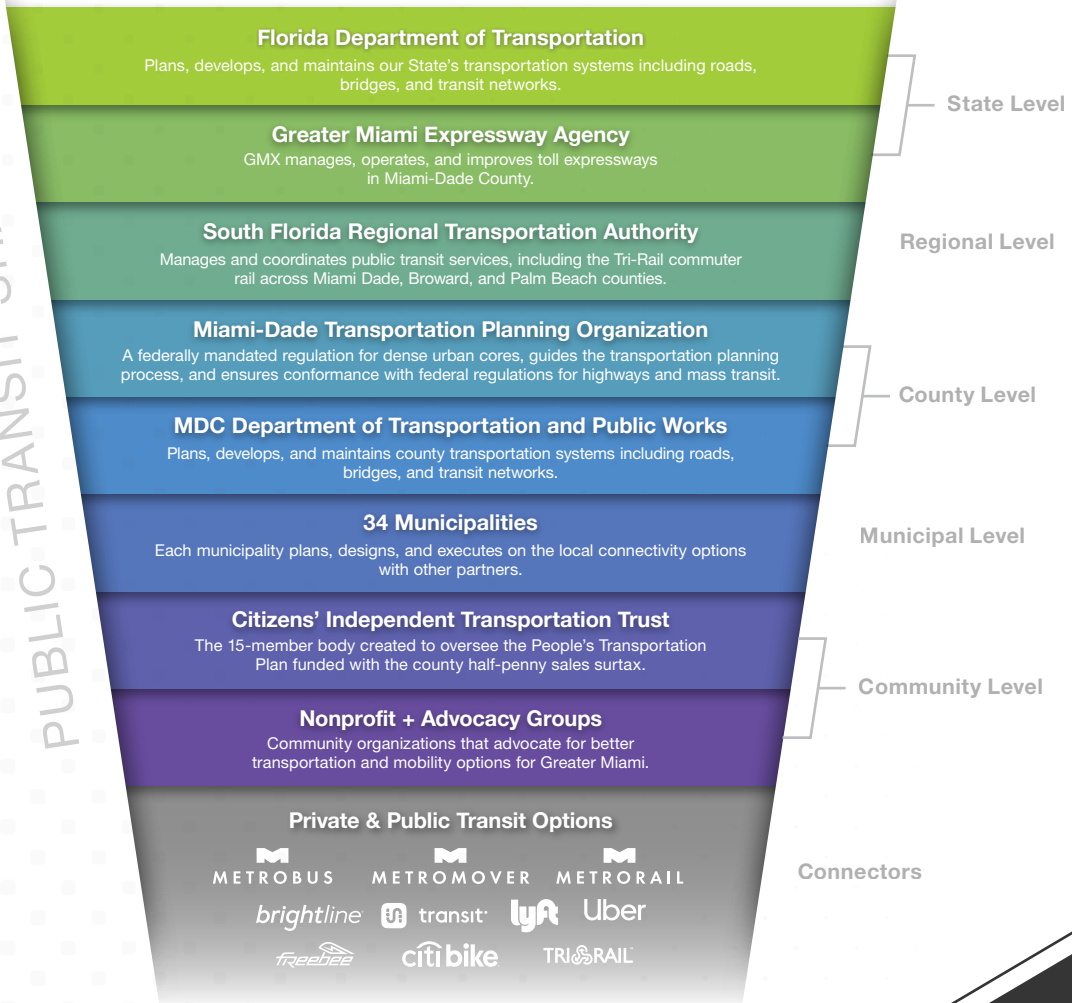 Florida Department of Transportation
Plans, develops, and maintains our State's transportation systems including roads,
bridges, and transit networks.
State Level
Greater Miami Expressway Agency
GMX manages, operates, and improves toll expressways
in Miami-Dade County.
South Florida Regional Transportation Authority
Manages and coordinates public transit services, including the Tri-Rail commuter
rail across Miami Dade, Broward, and Palm Beach counties.
Regional Level
Miami-Dade Transportation Planning Organization
A federally mandated regulation for dense urban cores, guides the transportation planning
process, and ensures conformance with federal regulations for highways and mass transit.
County Level
MDC Department of Transportation and Public Works
Plans, develops, and maintains county transportation systems including roads,
bridges, and transit networks.
34 Municipalities
Each municipality plans, designs, and executes on the local connectivity options
with other partners.
Municipal Level
Citizens' Independent Transportation Trust
The 15-member body created to oversee the People's Transportation
Plan funded with the county half-penny sales surtax.
Community Level
Nonprofit + Advocacy Groups
Community organizations that advocate for better
transportation and mobility options for Greater Miami.
Private & Public Transit Options
METROBUS METROMOVER METRORAIL
Connectors
brightline transit lyft Uber
freebee citi bike TRI RAIL
PUBLIC TRANSIT